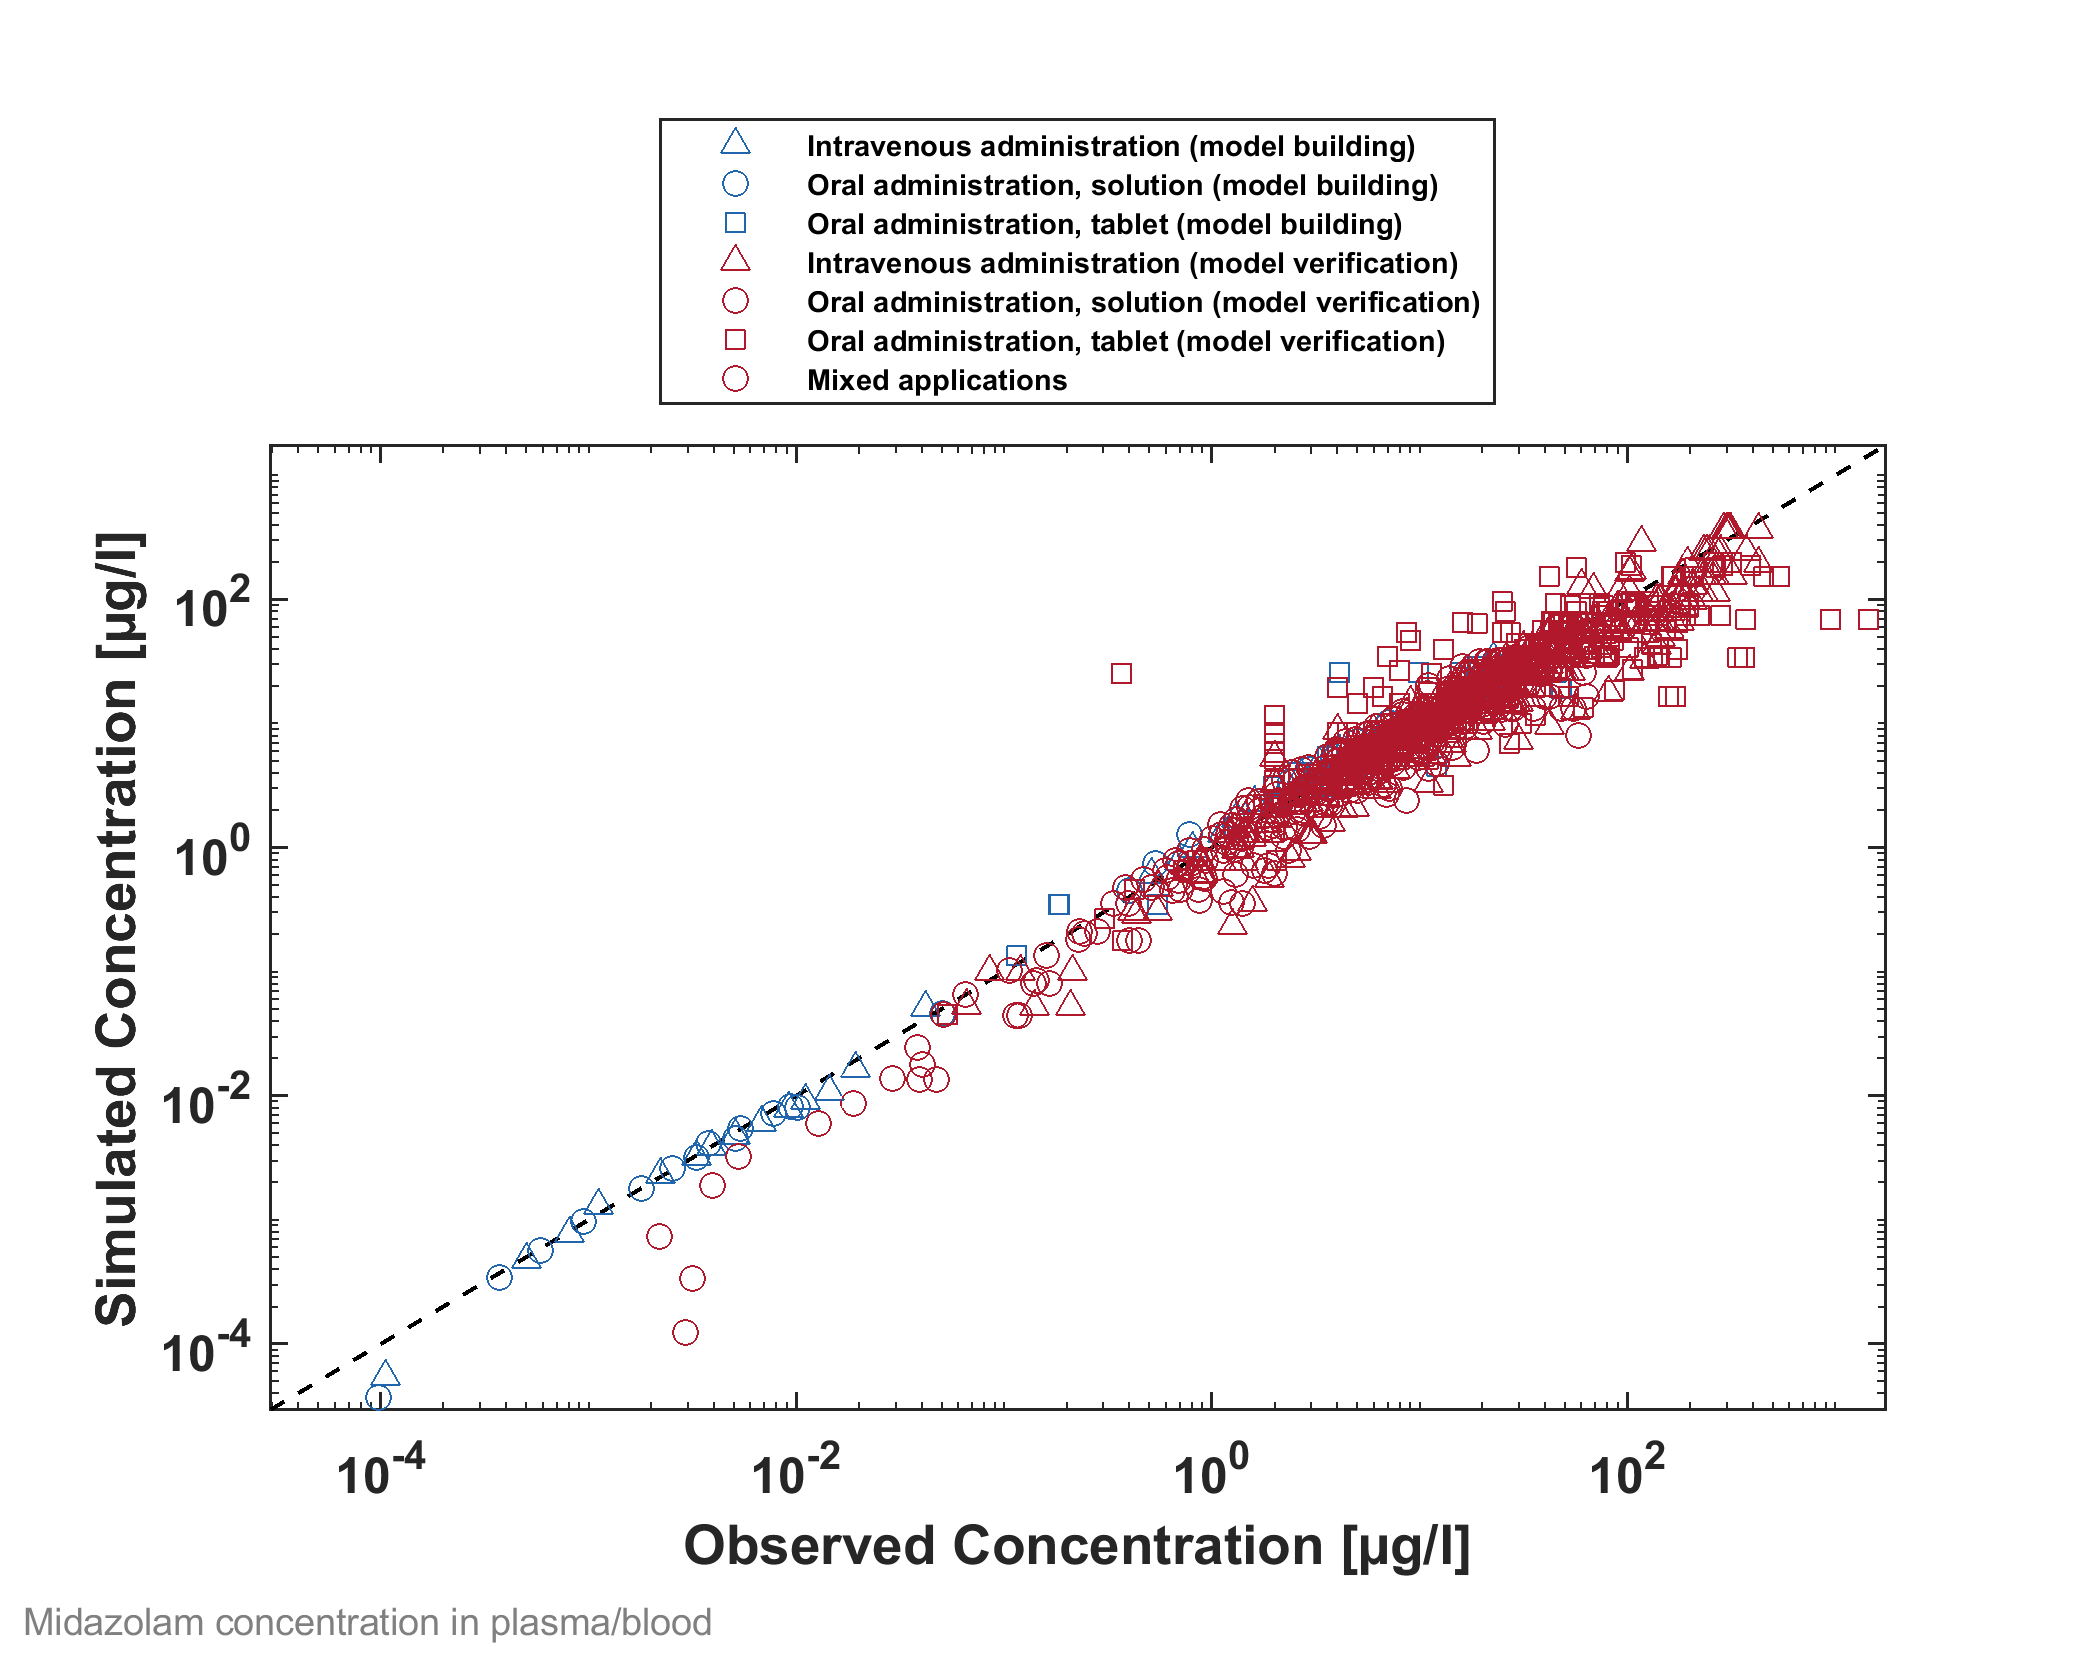 Intravenous administration (model building)
Oral administration, solution (model building)
Oral administration, tablet (model building)
Intravenous administration (model verification)
Oral administration, solution (model verification)
Oral administration, tablet (model verification)
Mixed applications
Simulated Concentration [µg/l]
10^2
10^0
10^-2
10^-4
10^-4 10^-2 10^0 10^2
Observed Concentration [µg/l]
Midazolam concentration in plasma/blood